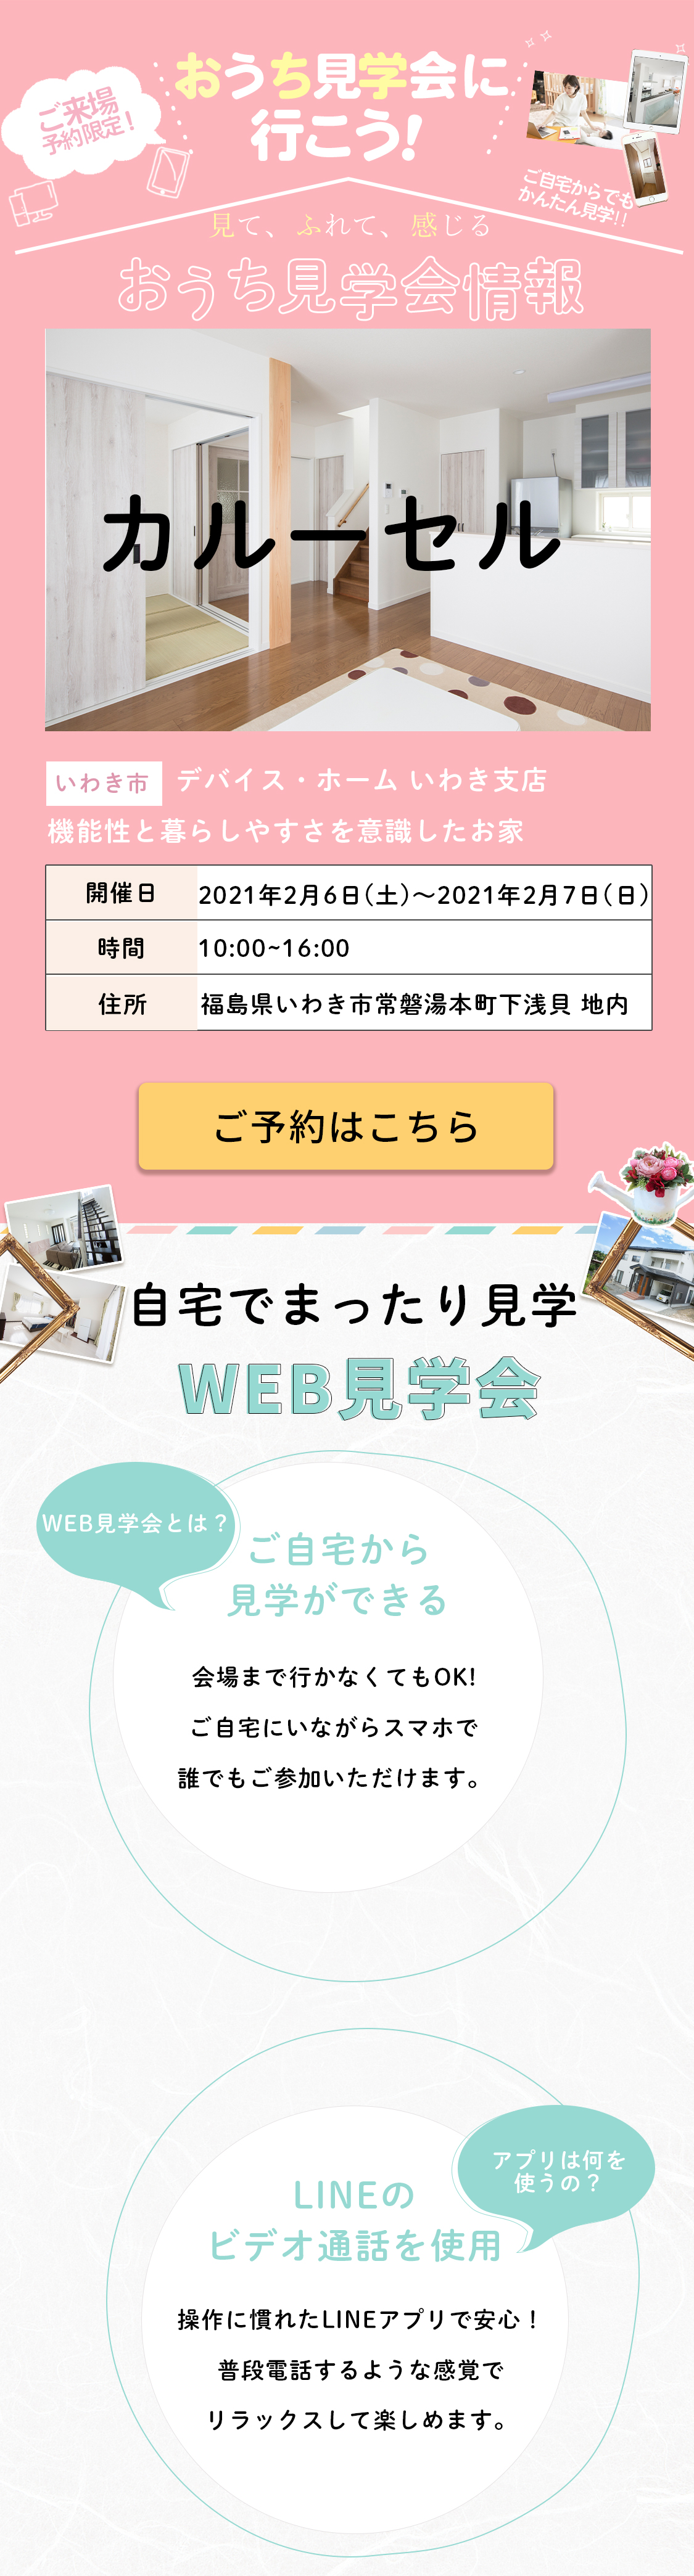 おうち見学会に
行こう!
ご来場
予約限定!
ご自宅からでも
かんたん見学!!
見て、ふれて、感じる
おうち見学会情報
カルーセル
いわき市 デバイス・ホーム いわき支店
機能性と暮らしやすさを意識したお家
開催日 2021年2月6日(土)〜2021年2月7日(日)
時間 10:00~16:00
住所 福島県いわき市常磐湯本町下浅貝 地内
ご予約はこちら
自宅でまったり見学
WEB見学会
WEB見学会とは？
ご自宅から
見学ができる
会場まで行かなくてもOK!
ご自宅にいながらスマホで
誰でもご参加いただけます。
アプリは何を
使うの？
LINEの
ビデオ通話を使用
操作に慣れたLINEアプリで安心！
普段電話するような感覚で
リラックスして楽しめます。